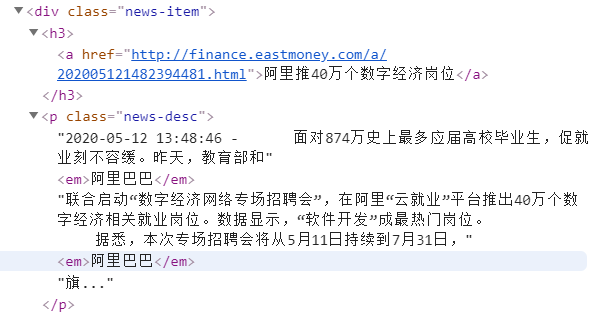 ▼<div class="news-item">
▼<h3>
<a href="http://finance.eastmoney.com/a/
202005121482394481.html">阿里推40万个数字经济岗位</a>
</h3>
▼<p class="news-desc">
"2020-05-12 13:48:46 -      面对874万史上最多应届高校毕业生，促就
业刻不容缓。昨天，教育部和"
<em>阿里巴巴</em>
"联合启动“数字经济网络专场招聘会”，在阿里“云就业”平台推出40万个数
字经济相关就业岗位。数据显示，“软件开发”成最热门岗位。
据悉，本次专场招聘会将从5月11日持续到7月31日，"
<em>阿里巴巴</em>
"旗..."
</p>